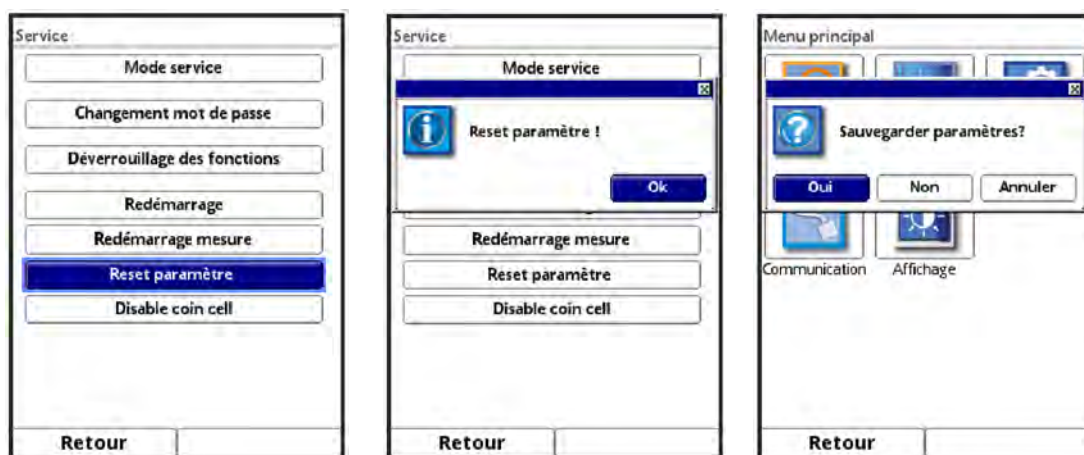 Service
Mode service
Changement mot de passe
Déverrouillage des fonctions
Redémarrage
Redémarrage mesure
Reset paramètre
Disable coin cell
Retour
Service
Mode service
Reset paramètre !
Ok
Redémarrage mesure
Reset paramètre
Disable coin cell
Retour
Menu principal
Sauvegarder paramètres?
Oui
Non
Annuler
Communication
Affichage
Retour